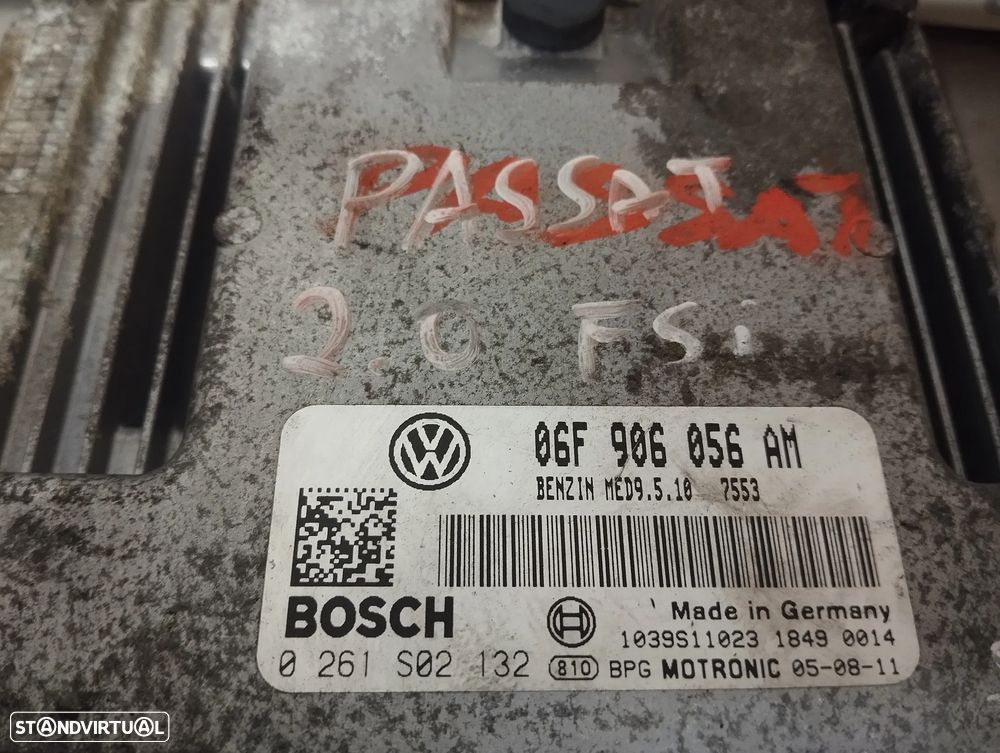 PASSAT
2.0 FSi
06F 906 056 AM
BENZIN MED9.5.10 7553
BOSCH
Made in Germany
1039S11023 1849 0014
0 261 S02 132 810 BPG MOTRONIC 05-08-11
STANDVIRTUAL